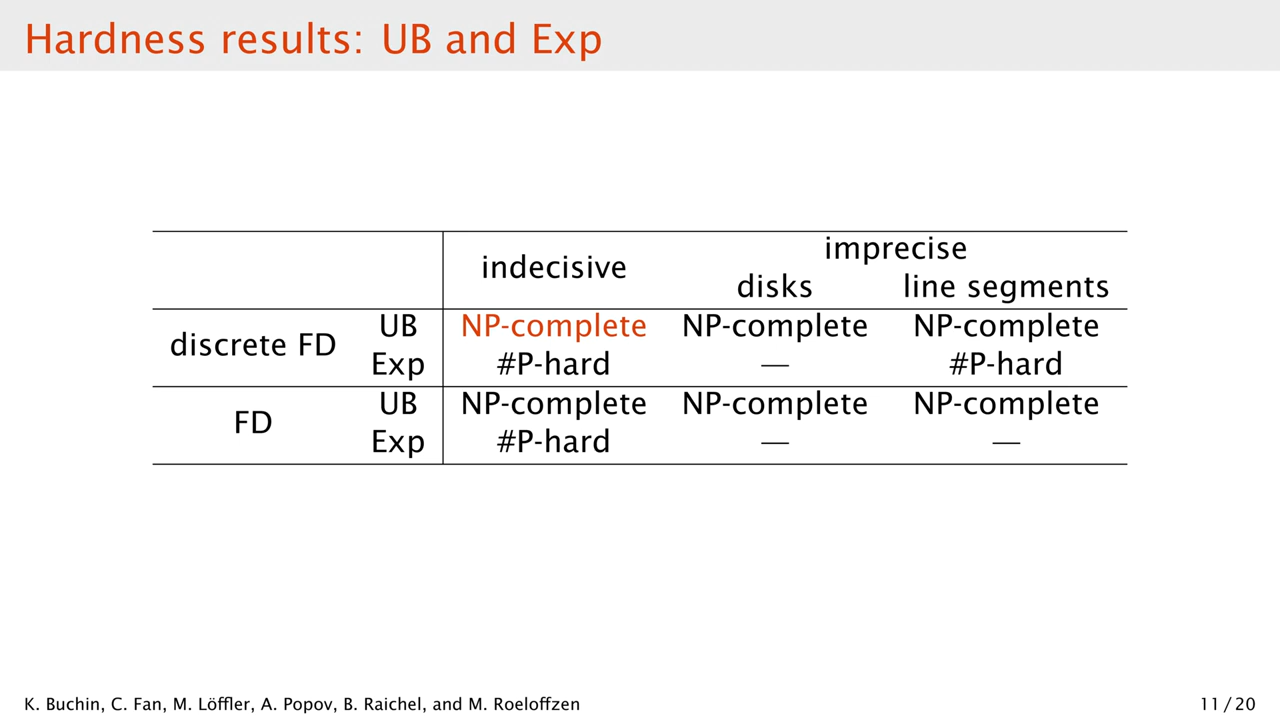 Hardness results: UB and Exp
indecisive imprecise
disks line segments
discrete FD UB NP-complete NP-complete NP-complete
Exp #P-hard — #P-hard
FD UB NP-complete NP-complete NP-complete
Exp #P-hard — —
K. Buchin, C. Fan, M. Löffler, A. Popov, B. Raichel, and M. Roeloffzen 11 / 20